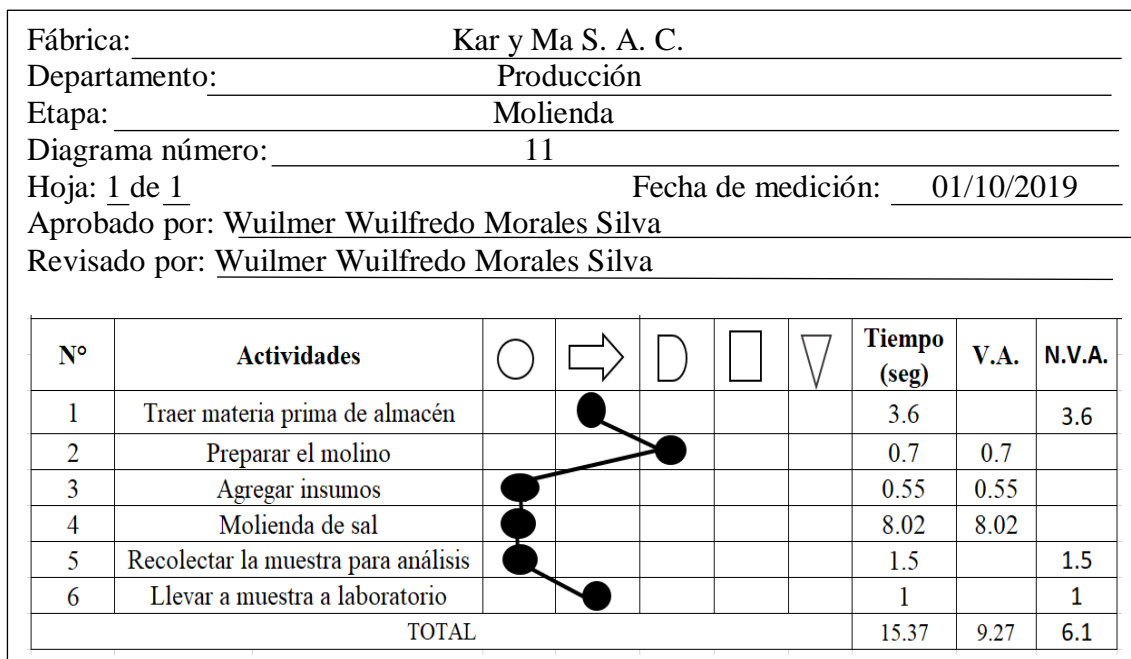 Fábrica: Kar y Ma S. A. C.
Departamento: Producción
Etapa: Molienda
Diagrama número: 11
Hoja: 1 de 1 Fecha de medición: 01/10/2019
Aprobado por: Wuilmer Wuilfredo Morales Silva
Revisado por: Wuilmer Wuilfredo Morales Silva
N° Actividades Tiempo (seg) V.A. N.V.A.
1 Traer materia prima de almacén 3.6 3.6
2 Preparar el molino 0.7 0.7
3 Agregar insumos 0.55 0.55
4 Molienda de sal 8.02 8.02
5 Recolectar la muestra para análisis 1.5 1.5
6 Llevar a muestra a laboratorio 1 1
TOTAL 15.37 9.27 6.1